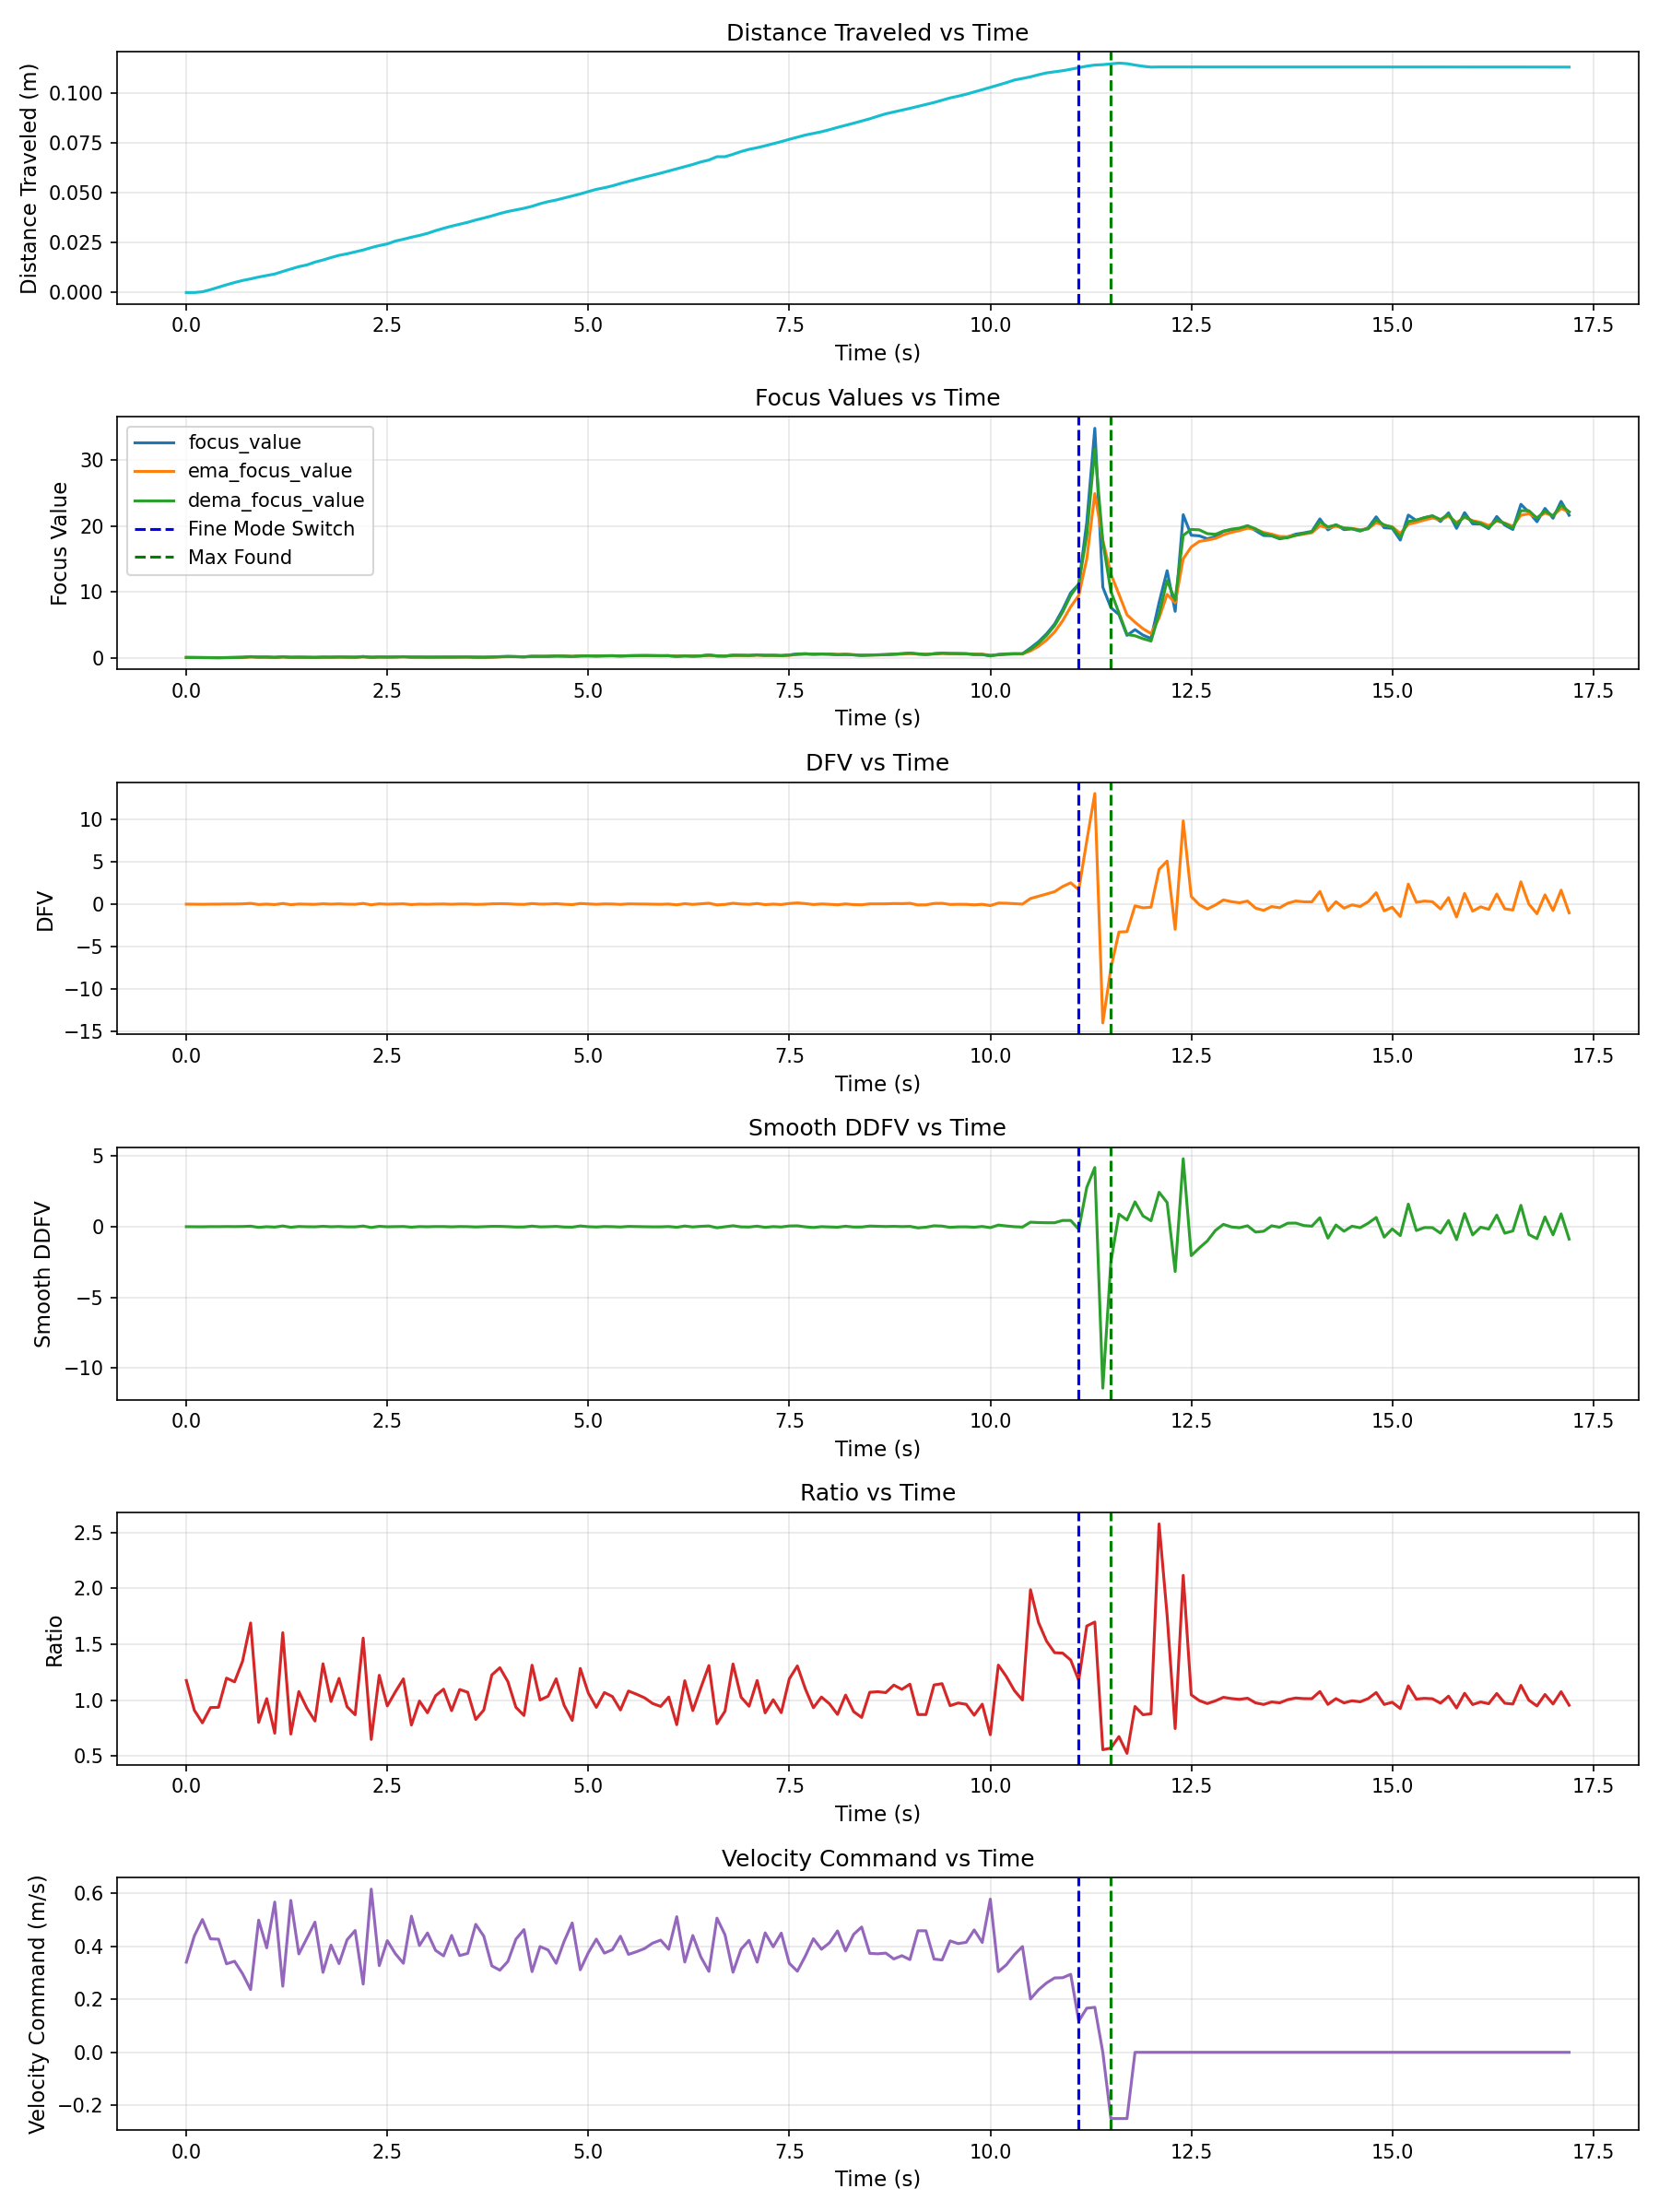 Distance Traveled vs Time
Distance Traveled (m)
0.100
0.075
0.050
0.025
0.000
0.0 2.5 5.0 7.5 10.0 12.5 15.0 17.5
Time (s)
Focus Values vs Time
Focus Value
30
20
10
0
focus_value
ema_focus_value
dema_focus_value
Fine Mode Switch
Max Found
0.0 2.5 5.0 7.5 10.0 12.5 15.0 17.5
Time (s)
DFV vs Time
DFV
10
5
0
−5
−10
−15
0.0 2.5 5.0 7.5 10.0 12.5 15.0 17.5
Time (s)
Smooth DDFV vs Time
Smooth DDFV
5
0
−5
−10
0.0 2.5 5.0 7.5 10.0 12.5 15.0 17.5
Time (s)
Ratio vs Time
Ratio
2.5
2.0
1.5
1.0
0.5
0.0 2.5 5.0 7.5 10.0 12.5 15.0 17.5
Time (s)
Velocity Command vs Time
Velocity Command (m/s)
0.6
0.4
0.2
0.0
−0.2
0.0 2.5 5.0 7.5 10.0 12.5 15.0 17.5
Time (s)